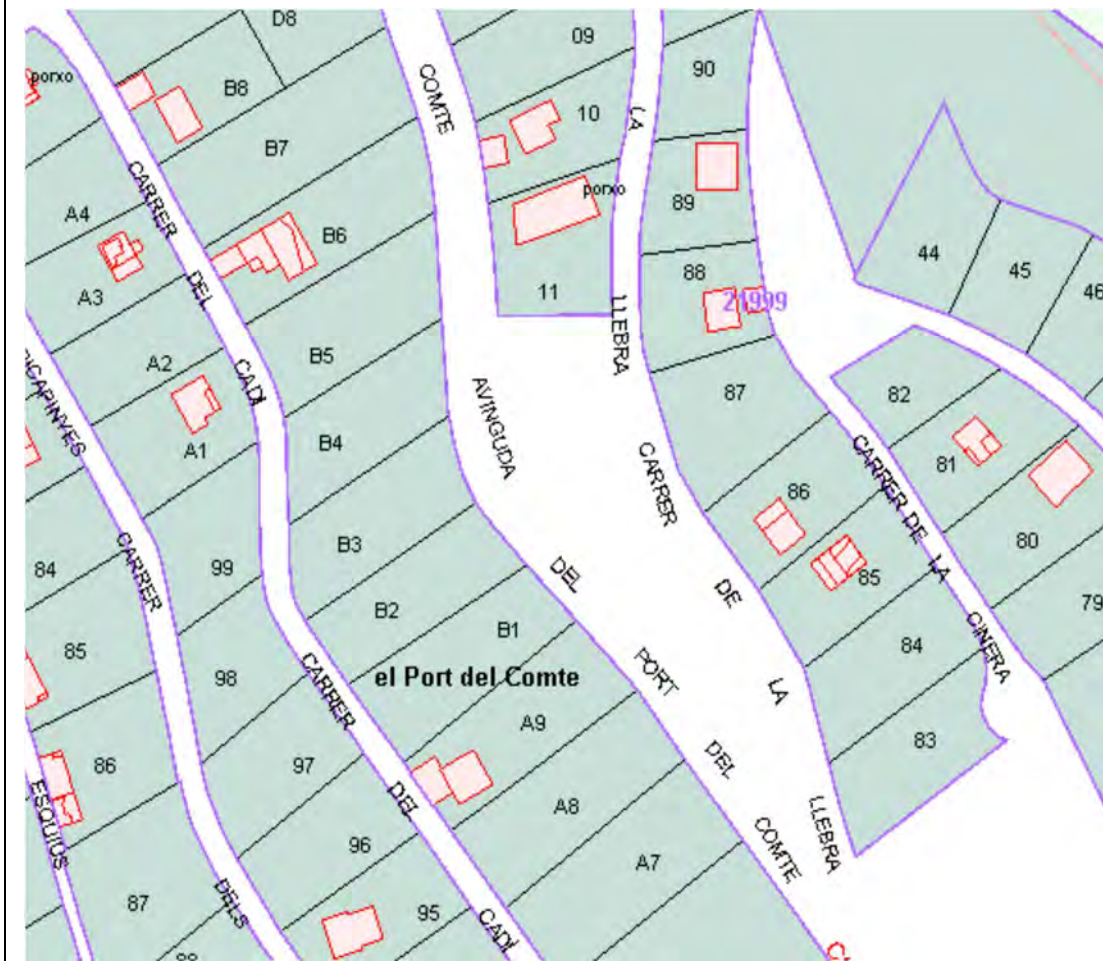 D8
09
COMTE
90
porxo
B8
10
LA
B7
CARRER
porxo
89
A4
B6
88
44
45
A3
DEL
11
21999
46
LLEBRA
B5
A2
CADÍ
AVINGUDA
87
82
PICAPINYES
A1
B4
CARRER
CARRER DE LA CINERA
81
86
B3
80
84
CARRER
99
DEL
DE
85
79
B2
B1
84
85
98
CARRER
el Port del Comte
PORT
LA
A9
83
86
97
DEL
DEL
ESQUIUS
A8
COMTE
LLEBRA
96
A7
87
DELS
95
CADÍ